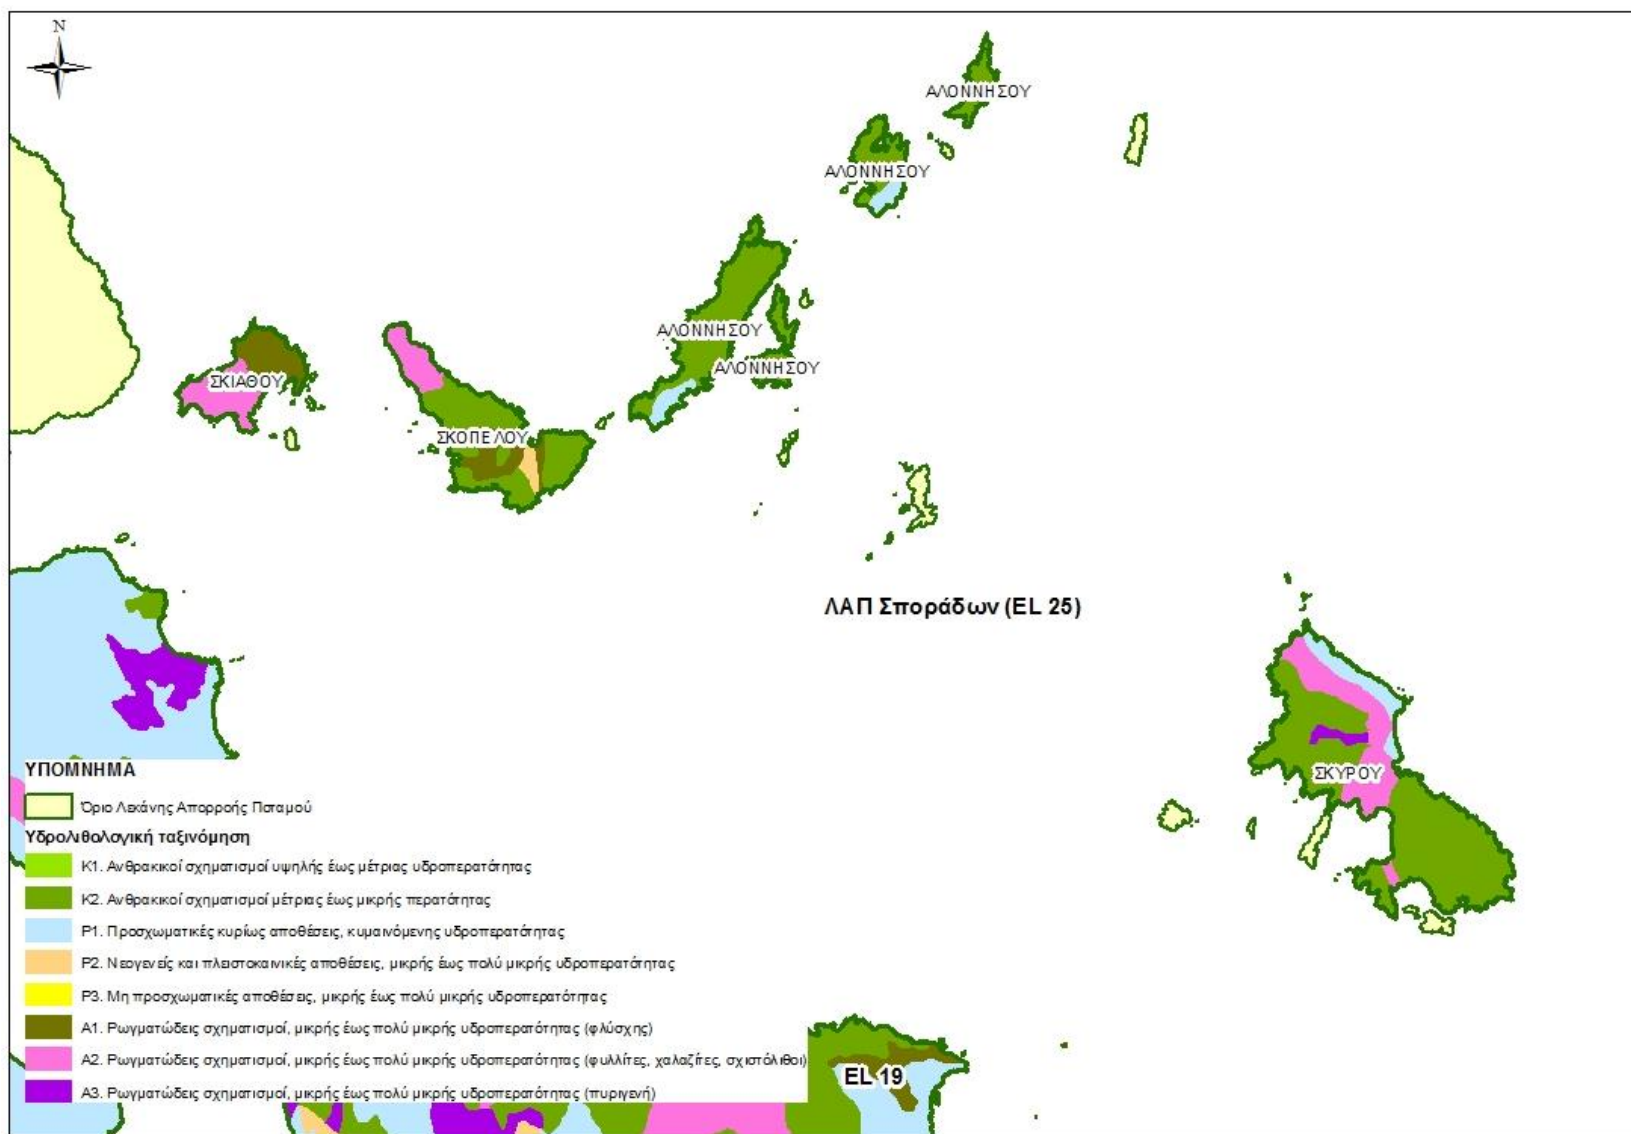 N
ΑΛΟΝΝΗΣΟΥ
ΑΛΟΝΝΗΣΟΥ
ΑΛΟΝΝΗΣΟΥ
ΑΛΟΝΝΗΣΟΥ
ΣΚΙΑΘΟΥ
ΣΚΟΠΕΛΟΥ
ΛΑΠ Σποράδων (EL 25)
ΣΚΥΡΟΥ
ΥΠΟΜΝΗΜΑ
Όριο Λεκάνης Απορροής Ποταμού
Υδρολιθολογική ταξινόμηση
Κ1. Ανθρακικοί σχηματισμοί υψηλής έως μέτριας υδροπερατότητας
Κ2. Ανθρακικοί σχηματισμοί μέτριας έως μικρής περατότητας
Ρ1. Προσχωματικές κυρίως αποθέσεις, κυμαινόμενης υδροπερατότητας
Ρ2. Νεογενείς και πλειστοκαινικές αποθέσεις, μικρής έως πολύ μικρής υδροπερατότητας
Ρ3. Μη προσχωματικές αποθέσεις, μικρής έως πολύ μικρής υδροπερατότητας
Α1. Ρωγματώδεις σχηματισμοί, μικρής έως πολύ μικρής υδροπερατότητας (φλύσχης)
Α2. Ρωγματώδεις σχηματισμοί, μικρής έως πολύ μικρής υδροπερατότητας (φυλλίτες, χαλαζίτες, σχιστόλιθοι)
Α3. Ρωγματώδεις σχηματισμοί, μικρής έως πολύ μικρής υδροπερατότητας (πυριγενή)
EL 19